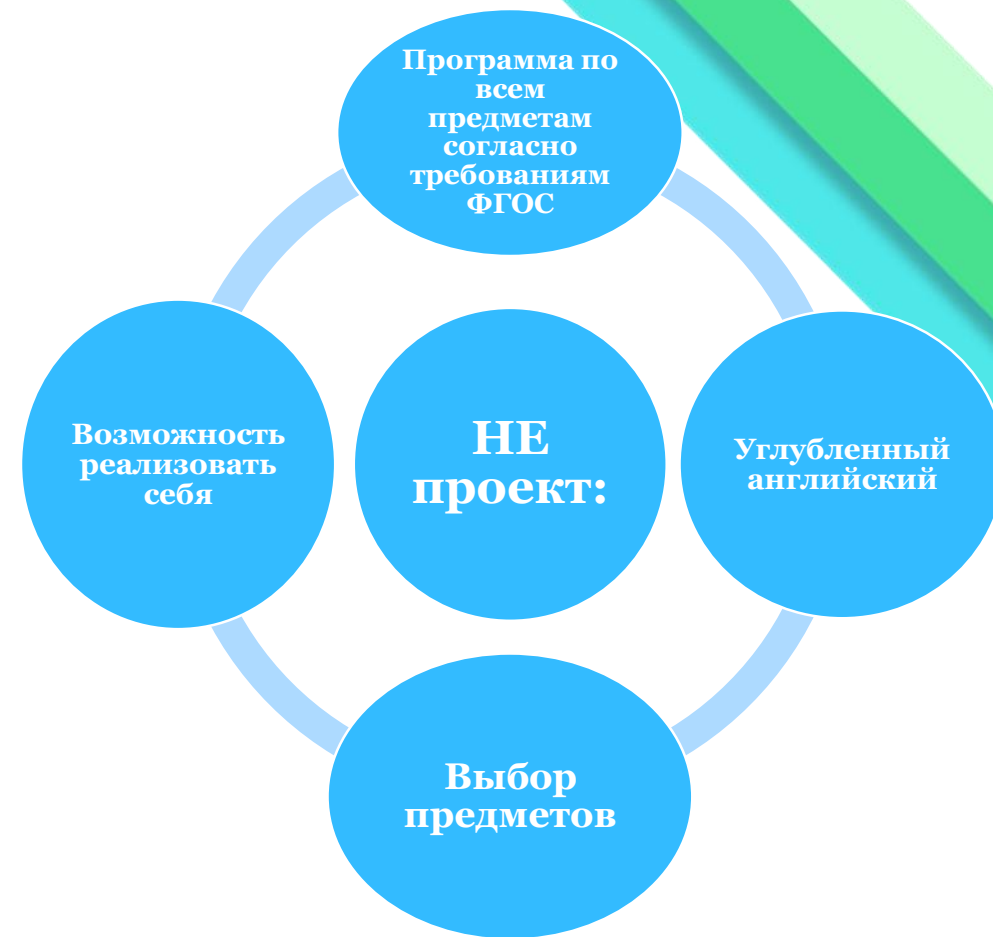 Программа по
всем
предметам
согласно
требованиям
ФГОС
Возможность
реализовать
себя
НЕ
проект:
Углубленный
английский
Выбор
предметов